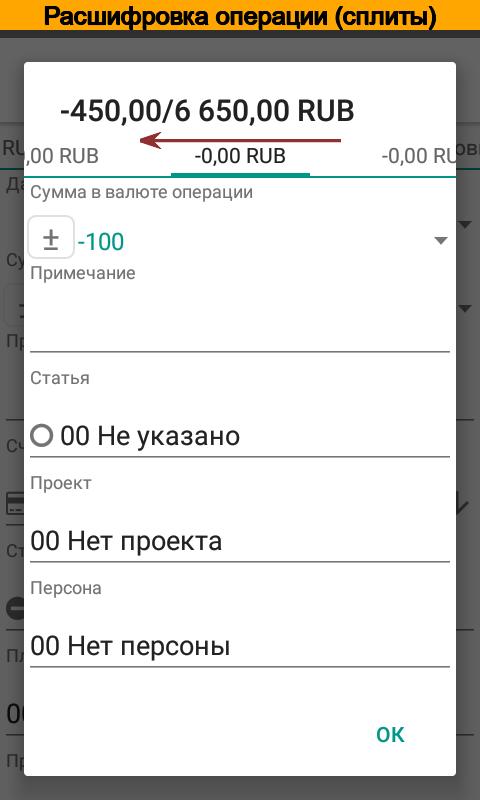 Расшифровка операции (сплиты)
-450,00/6 650,00 RUB
,00 RUB
-0,00 RUB
-0,00 RU
Сумма в валюте операции
± -100
Примечание
Статья
00 Не указано
Проект
00 Нет проекта
Персона
00 Нет персоны
ОК